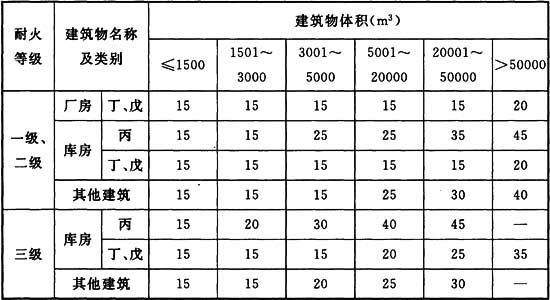 耐火等级 建筑物名称及类别 建筑物体积(m³)
≤1500 1501～3000 3001～5000 5001～20000 20001～50000 >50000
一级、二级 厂房 丁、戊 15 15 15 15 15 20
库房 丙 15 15 25 25 35 45
丁、戊 15 15 15 15 15 20
其他建筑 15 15 15 25 30 40
三级 库房 丙 15 20 30 40 45 —
丁、戊 15 15 15 20 25 35
其他建筑 15 15 20 25 30 —